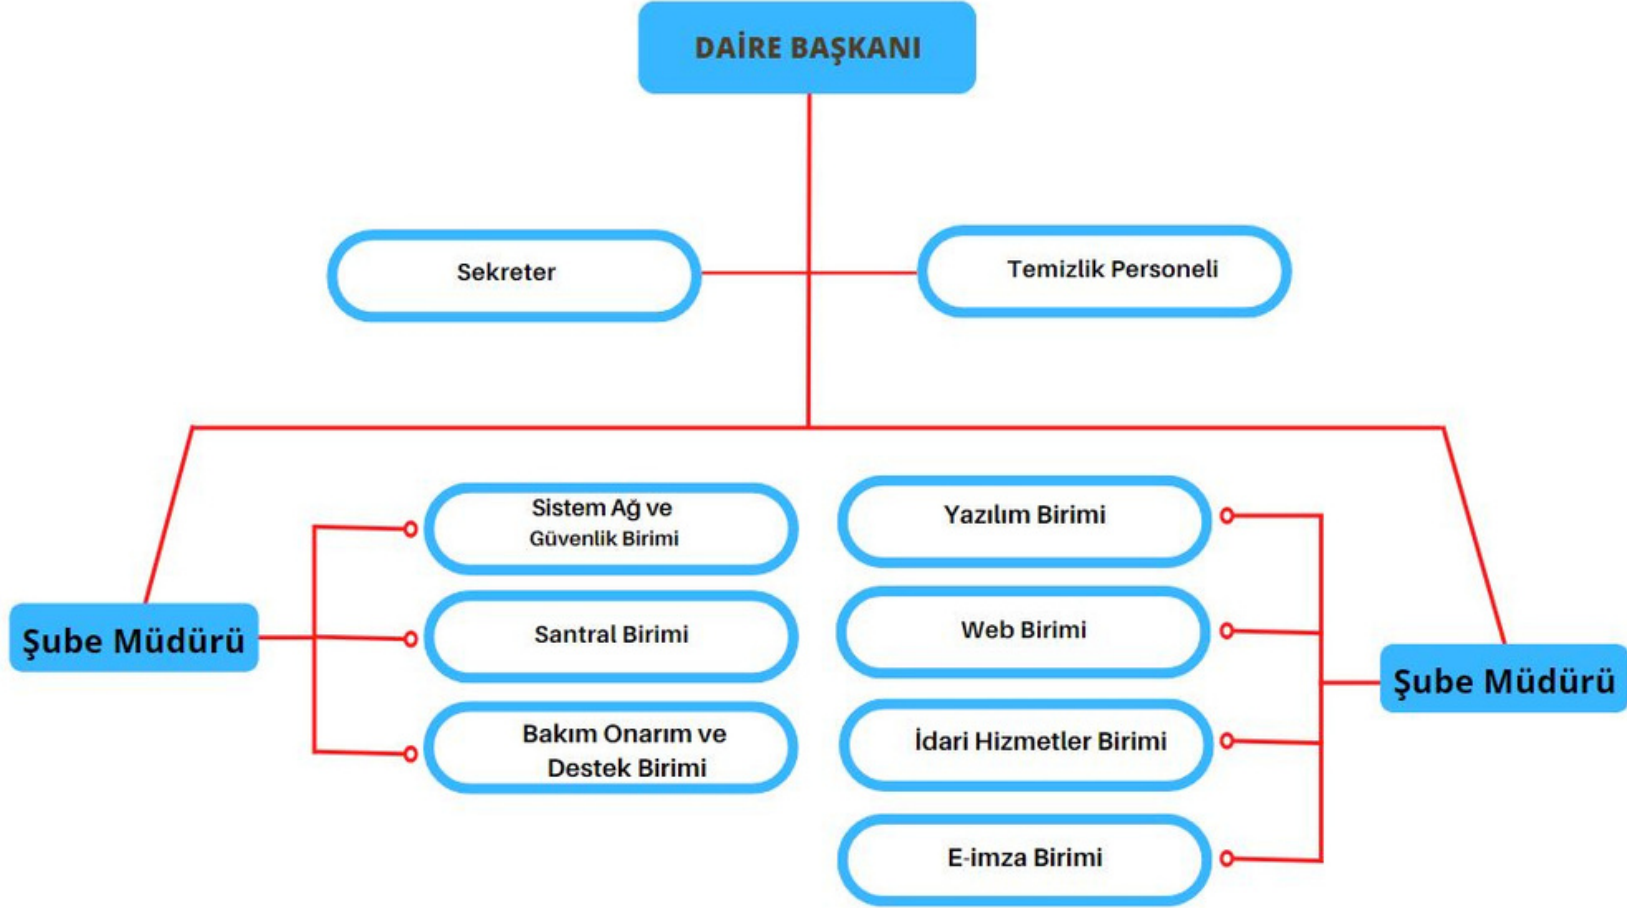 DAİRE BAŞKANI
Sekreter
Temizlik Personeli
Şube Müdürü
Sistem Ağ ve
Güvenlik Birimi
Santral Birimi
Bakım Onarım ve
Destek Birimi
Yazılım Birimi
Web Birimi
İdari Hizmetler Birimi
E-imza Birimi
Şube Müdürü